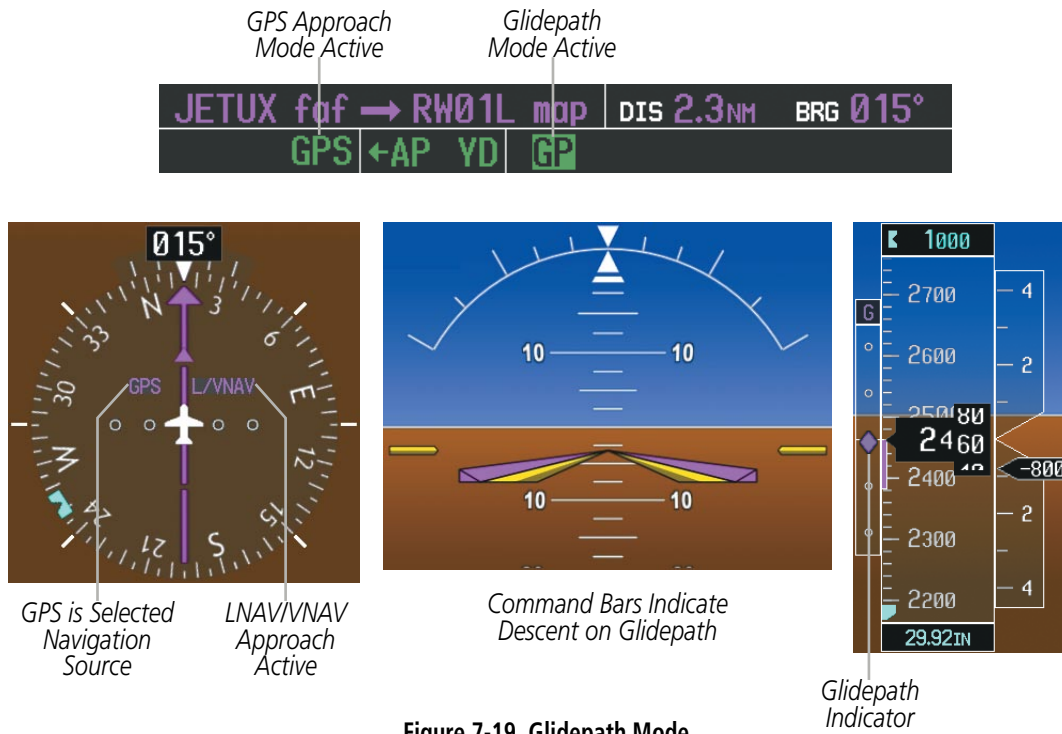 GPS Approach
Mode Active
Glidepath
Mode Active
JETUX faf → RW01L map DIS 2.3NM BRG 015°
GPS ←AP YD GP
015°
N 3 6 E 12 15 S 21 24 W 30 33
GPS L/VNAV
10 10
10 10
1000
2700
2600
2500
2460
80
2400
2300
2200
29.92IN
G
4
2
-800
2
4
GPS is Selected
Navigation
Source
LNAV/VNAV
Approach
Active
Command Bars Indicate
Descent on Glidepath
Glidepath
Indicator
Figure 7-19 Glidepath Mode